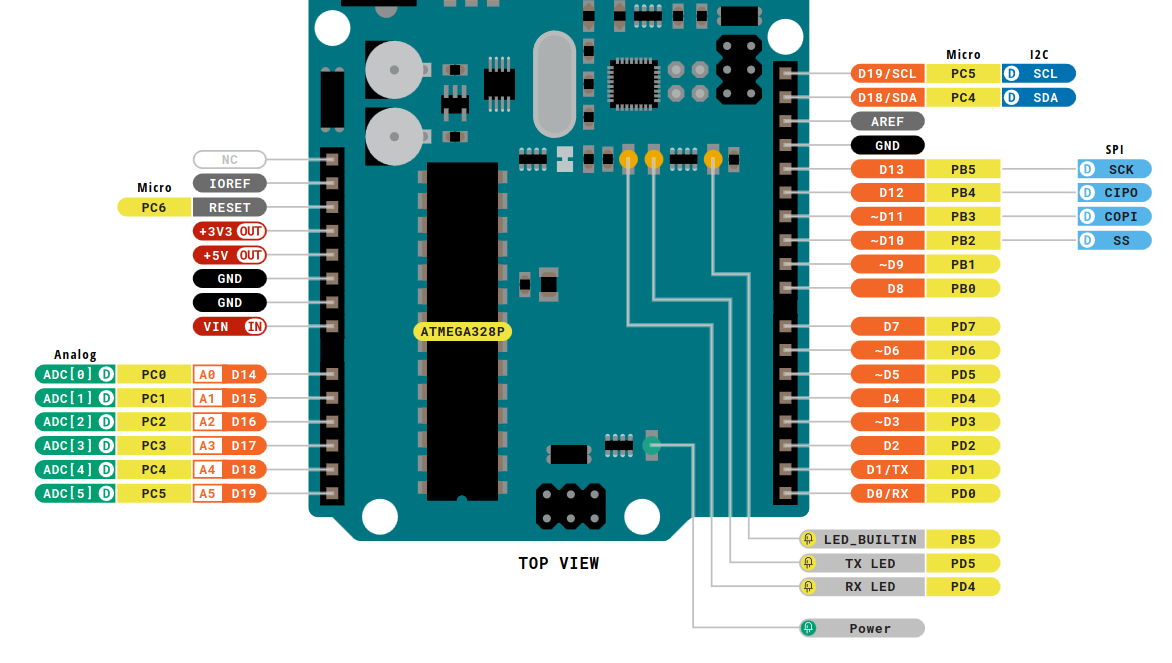 Micro I2C
D19/SCL PC5 D SCL
D18/SDA PC4 D SDA
AREF
GND
SPI
D13 PB5 D SCK
D12 PB4 D CIPO
~D11 PB3 D COPI
~D10 PB2 D SS
~D9 PB1
D8 PB0
D7 PD7
~D6 PD6
~D5 PD5
D4 PD4
~D3 PD3
D2 PD2
D1/TX PD1
D0/RX PD0
NC
IOREF
Micro
PC6 RESET
+3V3 OUT
+5V OUT
GND
GND
VIN IN
Analog
ADC[0] D PC0 A0 D14
ADC[1] D PC1 A1 D15
ADC[2] D PC2 A2 D16
ADC[3] D PC3 A3 D17
ADC[4] D PC4 A4 D18
ADC[5] D PC5 A5 D19
ATMEGA328P
TOP VIEW
LED_BUILTIN PB5
TX LED PD5
RX LED PD4
Power